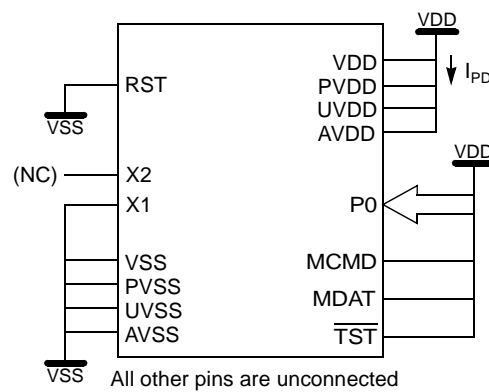 VDD
VDD
PVDD
UVDD
AVDD
I_PD
RST
VSS
VDD
(NC)
X2
X1
P0
VSS
PVSS
UVSS
AVSS
MCMD
MDAT
TST
VSS
All other pins are unconnected